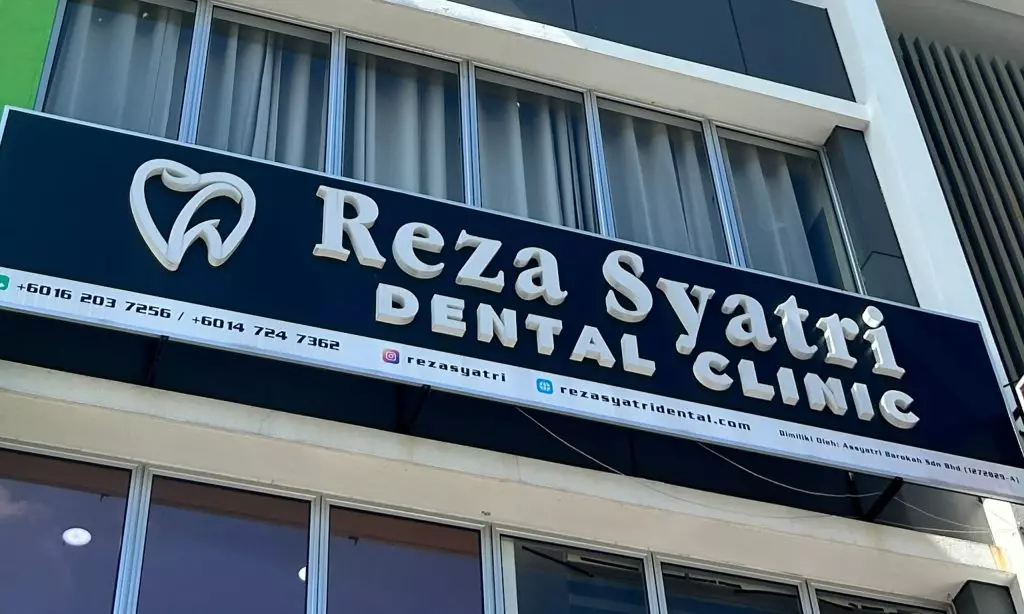 Reza Syatri
DENTAL CLINIC
+6016 203 7256 / +6014 724 7362 rezasyatri rezasyatridental.com Dimiliki Oleh: Assyatri Barokah Sdn Bhd (1272829-A)